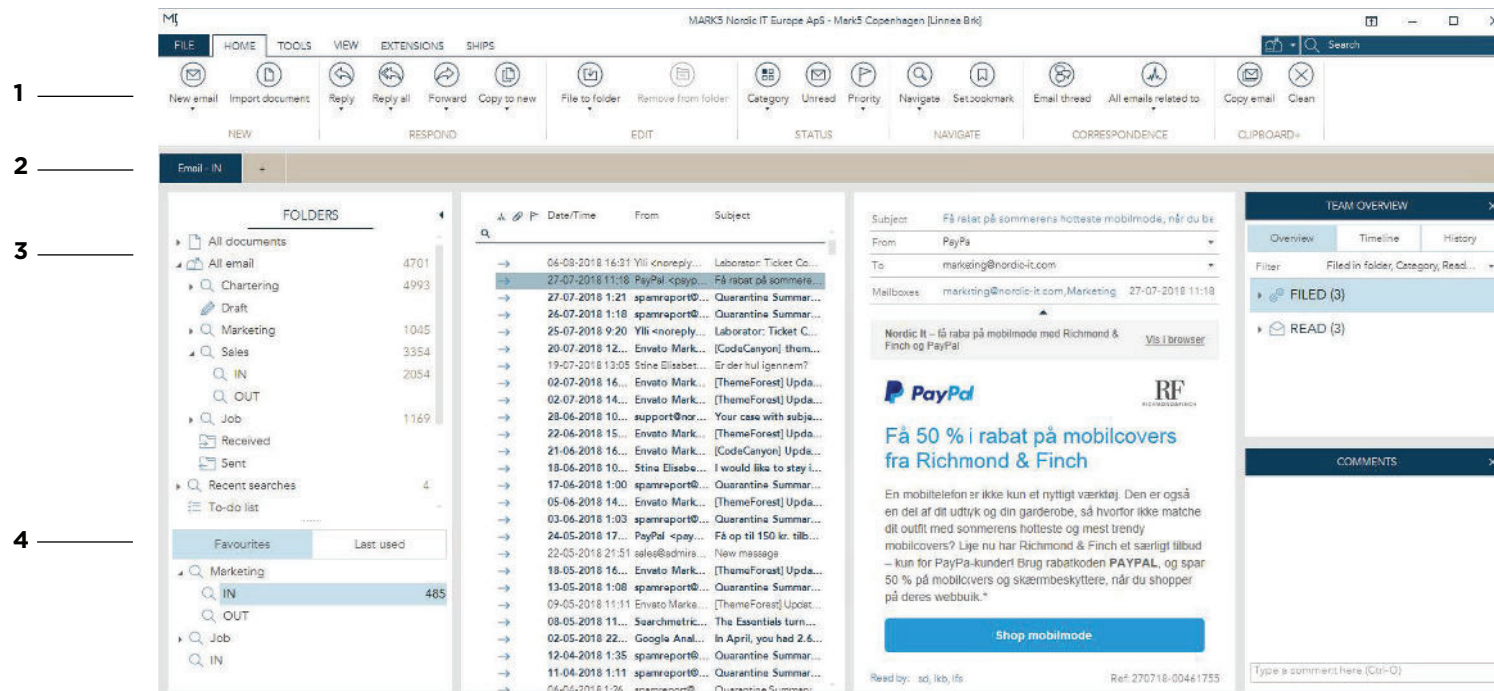 MARK5 Nordic IT Europe ApS - Mark5 Copenhagen [Linnea Brk]
FILE HOME TOOLS VIEW EXTENSIONS SHIPS Search
1
New email Import document Reply Reply all Forward Copy to new File to folder Remove from folder Category Unread Priority Navigate Set bookmark Email thread All emails related to Copy email Clean
NEW RESPOND EDIT STATUS NAVIGATE CORRESPONDENCE CLIPBOARD+
2
Email - IN +
3
4
FOLDERS
All documents
All email 4701
Chartering 4993
Draft
Marketing 1045
Sales 3354
IN 2054
OUT
Job 1169
Received
Sent
Recent searches 4
To-do list
Favourites Last used
Marketing
IN 485
OUT
Job
IN
Date/Time From Subject
06-08-2018 16:31 Ylli <noreply... Laborator: Ticket Co...
27-07-2018 11:18 PayPal <payp... Få rabat på sommere...
27-07-2018 1:21 spamreport@... Quarantine Summar...
26-07-2018 1:18 spamreport@... Quarantine Summar...
25-07-2018 9:20 Ylli <noreply... Laborator: Ticket C...
20-07-2018 12... Envato Mark... [CodeCanyon] them...
19-07-2018 13:05 Stine Elisabet... Er der hul igennem?
02-07-2018 16... Envato Mark... [ThemeForest] Upda...
02-07-2018 14... Envato Mark... [ThemeForest] Upda...
28-06-2018 10... support@nor... Your case with subje...
22-06-2018 15... Envato Mark... [ThemeForest] Upda...
21-06-2018 16... Envato Mark... [CodeCanyon] Upda...
18-06-2018 10... Stine Elisabe... I would like to stay i...
17-06-2018 1:00 spamreport@... Quarantine Summar...
05-06-2018 14... Envato Mark... [ThemeForest] Upda...
03-06-2018 1:03 spamreport@... Quarantine Summar...
24-05-2018 17... PayPal <pay... Få op til 150 kr. tilb...
22-05-2018 21:51 sales@admira... New message
18-05-2018 16... Envato Mark... [ThemeForest] Upda...
13-05-2018 1:08 spamreport@... Quarantine Summar...
09-05-2018 11:11 Envato Marke... [ThemeForest] Updat...
08-05-2018 11... Searchmetric... The Essentials turn...
02-05-2018 22... Google Anal... In April, you had 2.6...
12-04-2018 1:35 spamreport@... Quarantine Summar...
11-04-2018 1:11 spamreport@... Quarantine Summar...
06-04-2018 1:26 spamreport@... Quarantine Summar...
Subject Få rabat på sommerens hotteste mobilmode, når du be
From PayPa
To marketing@nordic-it.com
Mailboxes marketing@nordic-it.com,Marketing 27-07-2018 11:18
Nordic It – få rabat på mobilmode med Richmond &
Finch og PayPal
Vis i browser
PayPal RF
RICHMOND&FINCH
Få 50 % i rabat på mobilcovers
fra Richmond & Finch
En mobiltelefon er ikke kun et nyttigt værktøj. Den er også
en del af dit udtyk og din garderobe, så hvorfor ikke matche
dit outfit med sommerens hotteste og mest trendy
mobilcovers? Lige nu har Richmond & Finch et særligt tilbud
– kun for PayPa-kunder! Brug rabatkoden PAYPAL, og spar
50 % på mobilcovers og skærmbeskyttere, når du shopper
på deres webbuik.*
Shop mobilmode
Read by: sd, lkb, lfs Ref: 270718-00461755
TEAM OVERVIEW
Overview Timeline History
Filter Filed in folder, Category, Read...
FILED (3)
READ (3)
COMMENTS
Type a comment here (Ctrl-O)